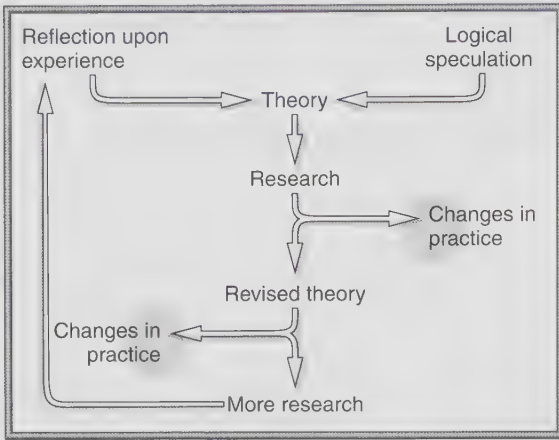 Reflection upon
experience
Logical
speculation
Theory
Research
Changes in
practice
Revised theory
Changes in
practice
More research